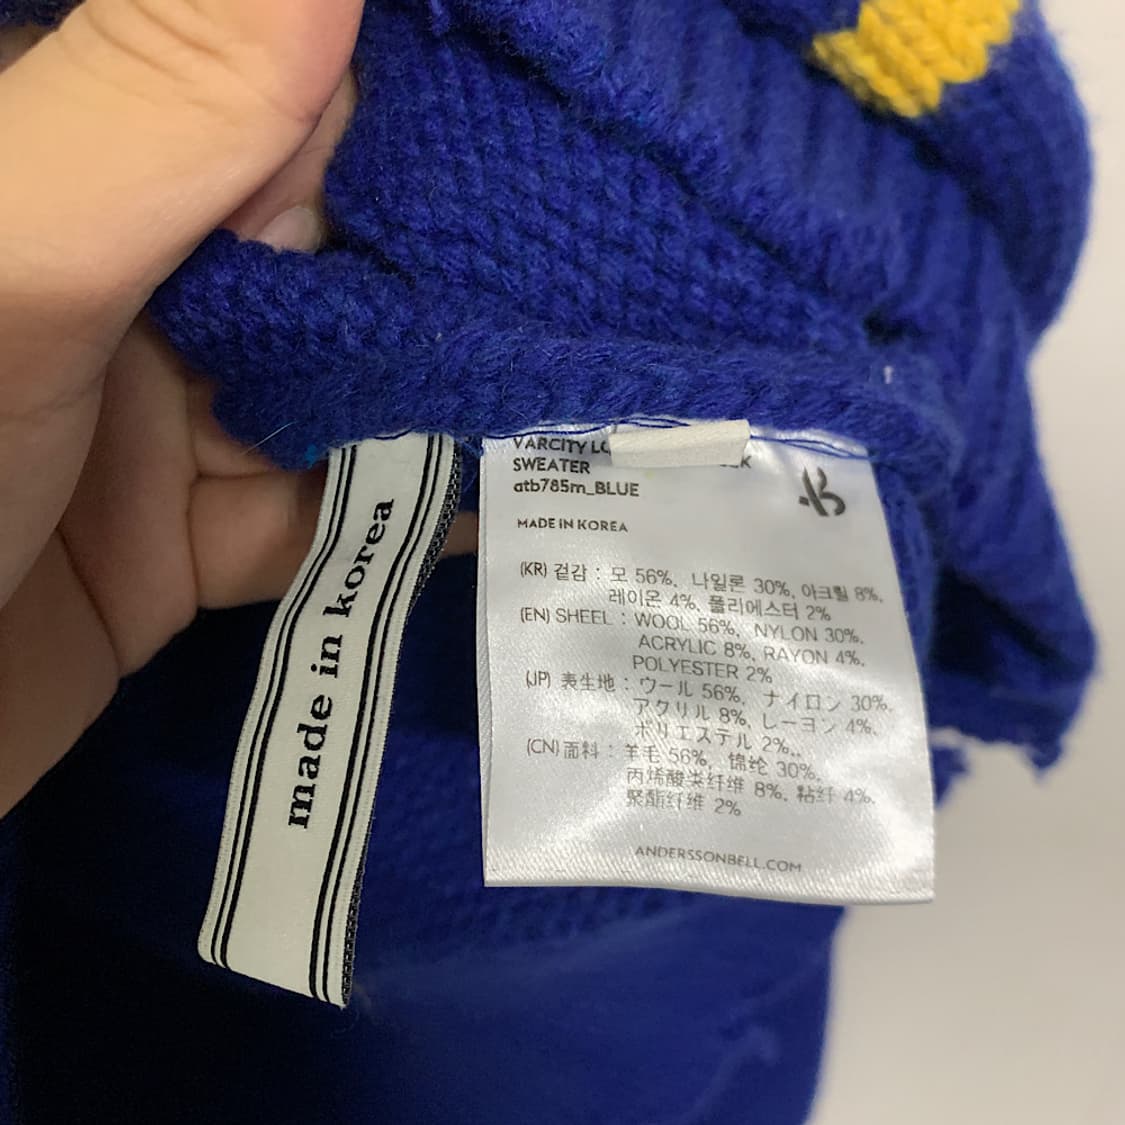 made in korea
VARCITY
SWEATER
atb785m_BLUE
MADE IN KOREA
(KR) 겉감 : 모 56%, 나일론 30%, 아크릴 8%,
레이온 4%, 폴리에스터 2%
(EN) SHEEL : WOOL 56%, NYLON 30%,
ACRYLIC 8%, RAYON 4%,
POLYESTER 2%
(JP) 表生地 : ウール 56%, ナイロン 30%,
アクリル 8%, レーヨン 4%,
ポリエステル 2%..
(CN) 面料 : 羊毛 56%, 锦纶 30%,
丙烯酸类纤维 8%, 粘纤 4%,
聚酯纤维 2%
ANDERSSONBELL.COM